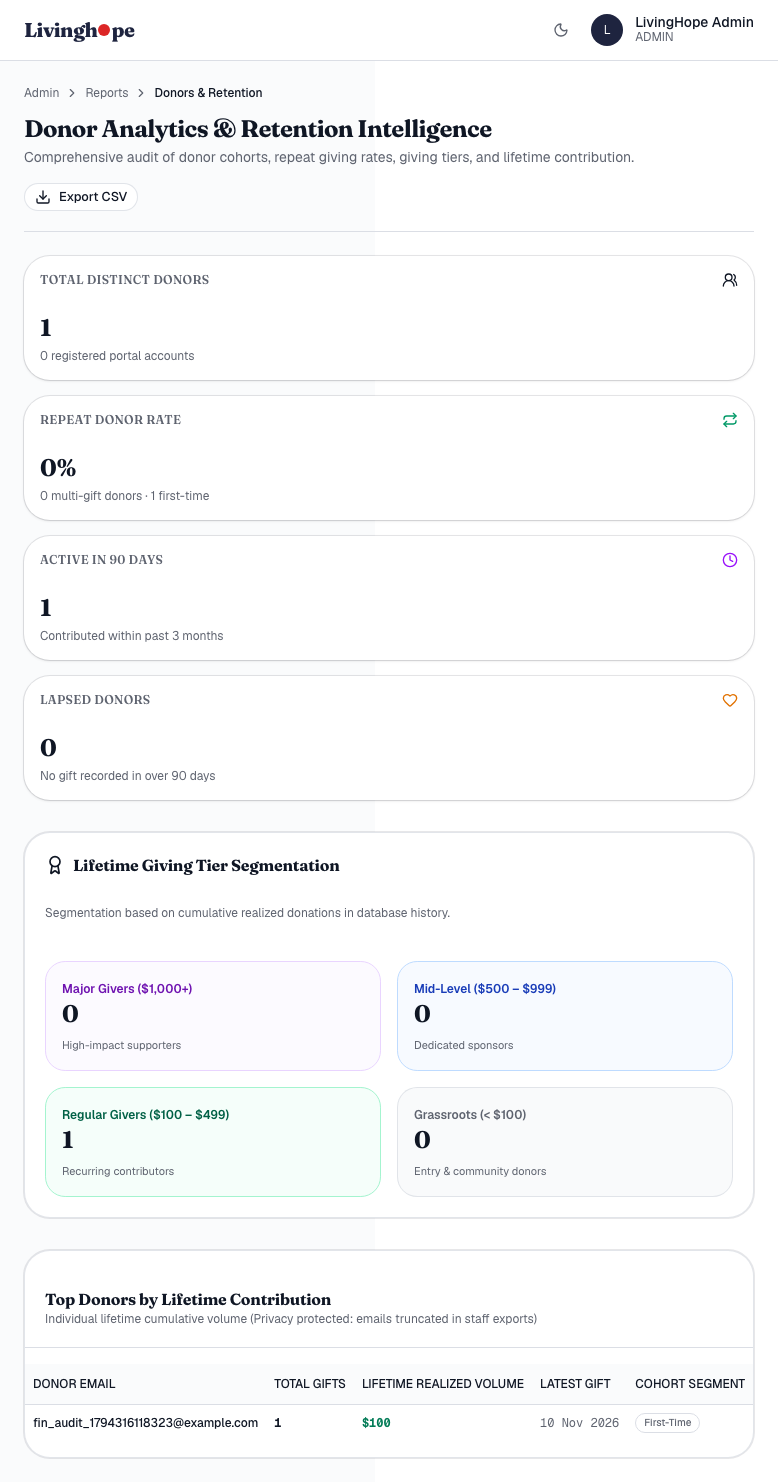 Livinghope
L
LivingHope Admin
ADMIN
Admin > Reports > Donors & Retention
Donor Analytics & Retention Intelligence
Comprehensive audit of donor cohorts, repeat giving rates, giving tiers, and lifetime contribution.
Export CSV
TOTAL DISTINCT DONORS
1
0 registered portal accounts
REPEAT DONOR RATE
0%
0 multi-gift donors · 1 first-time
ACTIVE IN 90 DAYS
1
Contributed within past 3 months
LAPSED DONORS
0
No gift recorded in over 90 days
Lifetime Giving Tier Segmentation
Segmentation based on cumulative realized donations in database history.
Major Givers ($1,000+)
0
High-impact supporters
Mid-Level ($500 – $999)
0
Dedicated sponsors
Regular Givers ($100 – $499)
1
Recurring contributors
Grassroots (< $100)
0
Entry & community donors
Top Donors by Lifetime Contribution
Individual lifetime cumulative volume (Privacy protected: emails truncated in staff exports)
DONOR EMAIL TOTAL GIFTS LIFETIME REALIZED VOLUME LATEST GIFT COHORT SEGMENT
fin_audit_1794316118323@example.com 1 $100 10 Nov 2026 First-Time